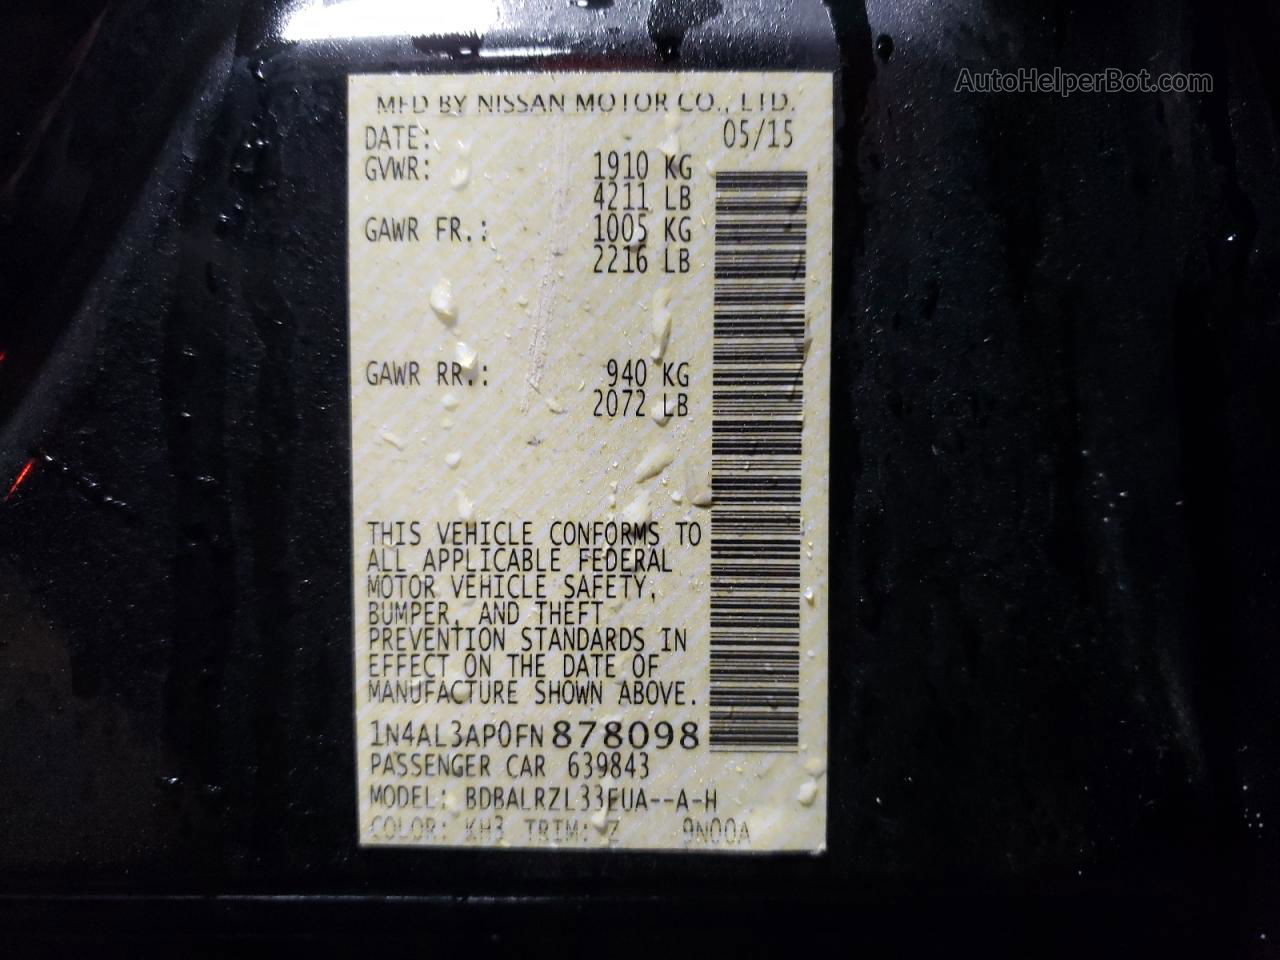 AutoHelperBot.com
MFD BY NISSAN MOTOR CO., LTD.
DATE: 05/15
GVWR: 1910 KG
4211 LB
GAWR FR.: 1005 KG
2216 LB
GAWR RR.: 940 KG
2072 LB
THIS VEHICLE CONFORMS TO
ALL APPLICABLE FEDERAL
MOTOR VEHICLE SAFETY,
BUMPER, AND THEFT
PREVENTION STANDARDS IN
EFFECT ON THE DATE OF
MANUFACTURE SHOWN ABOVE.
1N4AL3AP0FN878098
PASSENGER CAR 639843
MODEL: BDBALRZL33EUA--A-H
COLOR: KH3 TRIM: Z 9N00A